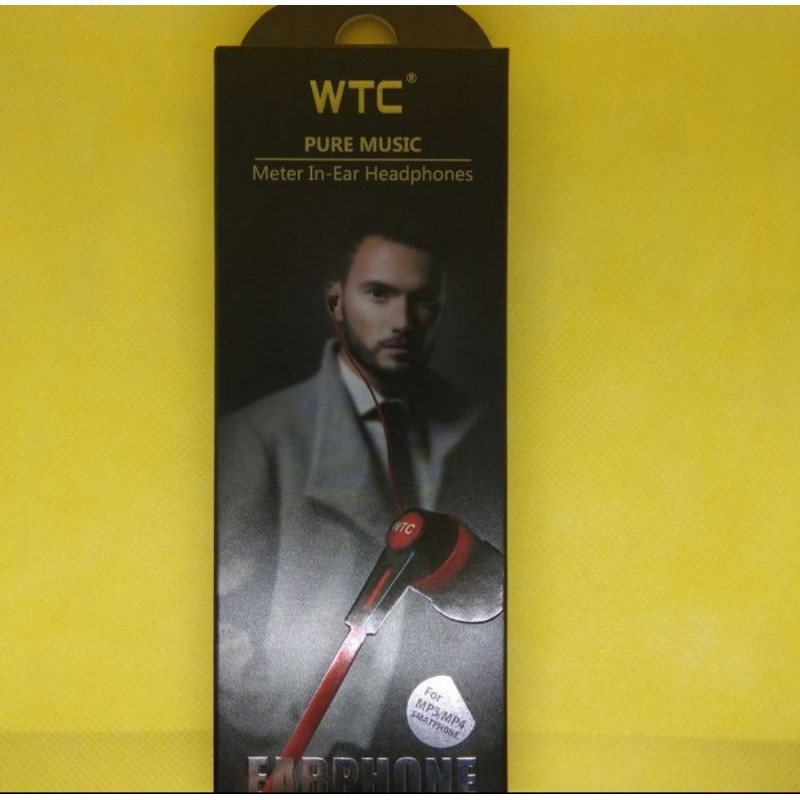 WTC®
PURE MUSIC
Meter In-Ear Headphones
WTC
For
MP3/MP4
SMATPHONE
EARPHONE